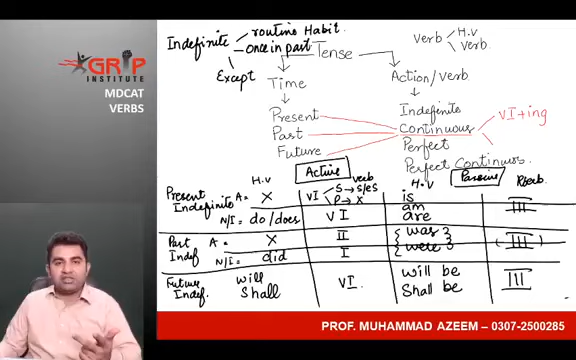 GRIP
INSTITUTE
MDCAT
VERBS
Indefinite
routine Habit.
once in part
Except
Tense
Time
Present
Past
Future
Action/verb
Indefinite
Continuous
Perfect
Perfect Continuous
VI+ing
verb
H.V
verb.
Active
Passive
H.V verb H.V verb
Present Indefinite A = X VI S → S/ES is III
P → X am
N/I = do/does VI are
Past A = X II { was } ( III )
Indef N/I = did I { were }
Future will VI. will be III
Indef. Shall Shall be
PROF. MUHAMMAD AZEEM - 0307-2500285